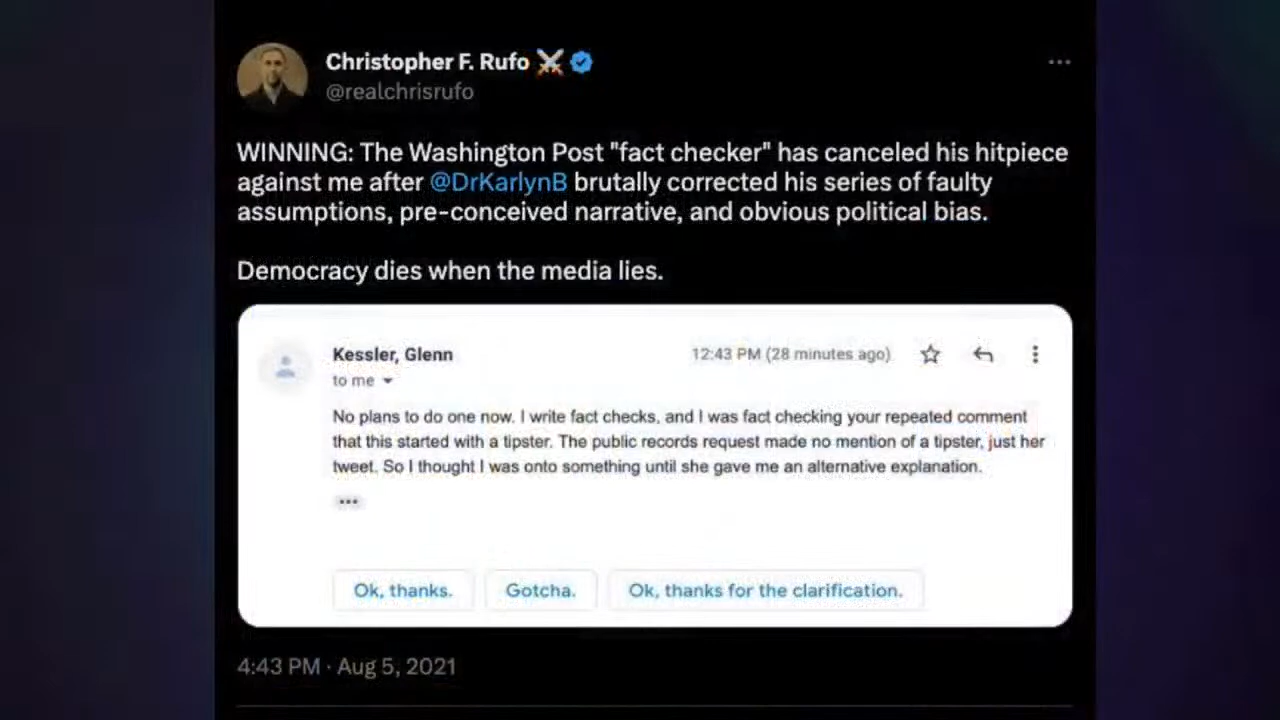 Christopher F. Rufo ⚔️
@realchrisrufo
WINNING: The Washington Post "fact checker" has canceled his hitpiece
against me after @DrKarlynB brutally corrected his series of faulty
assumptions, pre-conceived narrative, and obvious political bias.
Democracy dies when the media lies.
Kessler, Glenn 12:43 PM (28 minutes ago)
to me
No plans to do one now. I write fact checks, and I was fact checking your repeated comment
that this started with a tipster. The public records request made no mention of a tipster, just her
tweet. So I thought I was onto something until she gave me an alternative explanation.
Ok, thanks. Gotcha. Ok, thanks for the clarification.
4:43 PM · Aug 5, 2021